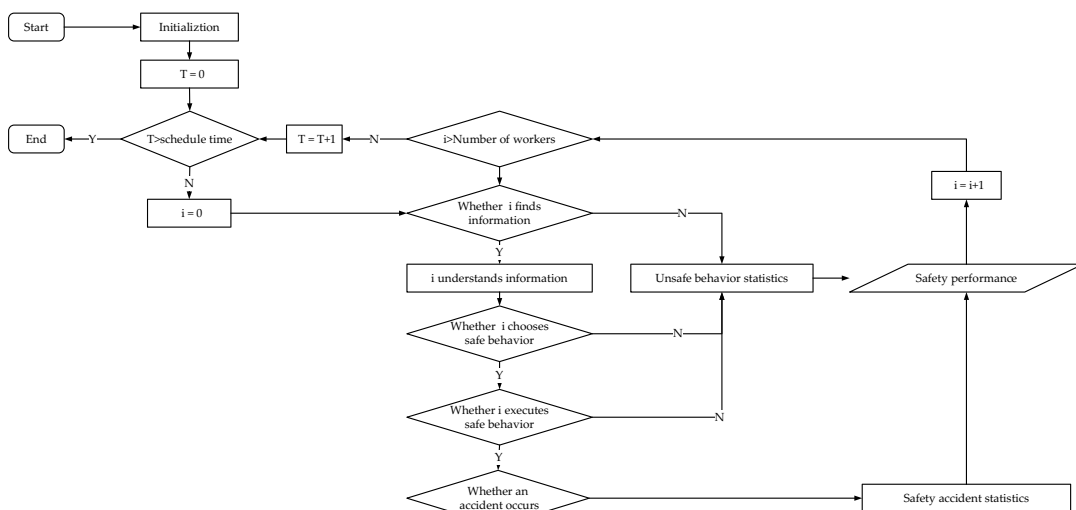 Start
Initializtion
T = 0
End
Y
T>schedule time
T = T+1
N
i>Number of workers
N
i = i+1
i = 0
Whether i finds
information
N
Y
i understands information
Unsafe behavior statistics
Safety performance
Whether i chooses
safe behavior
N
Y
Whether i executes
safe behavior
N
Y
Whether an
accident occurs
Safety accident statistics